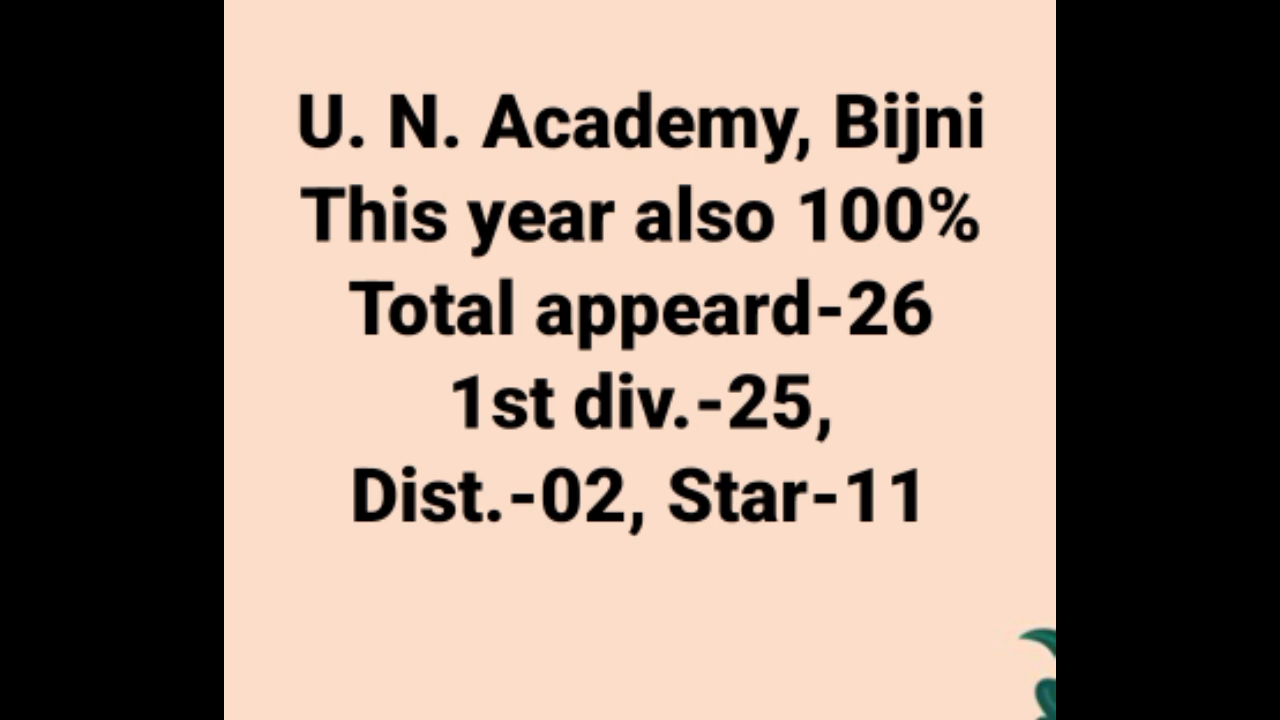 U. N. Academy, Bijni
This year also 100%
Total appeard-26
1st div.-25,
Dist.-02, Star-11